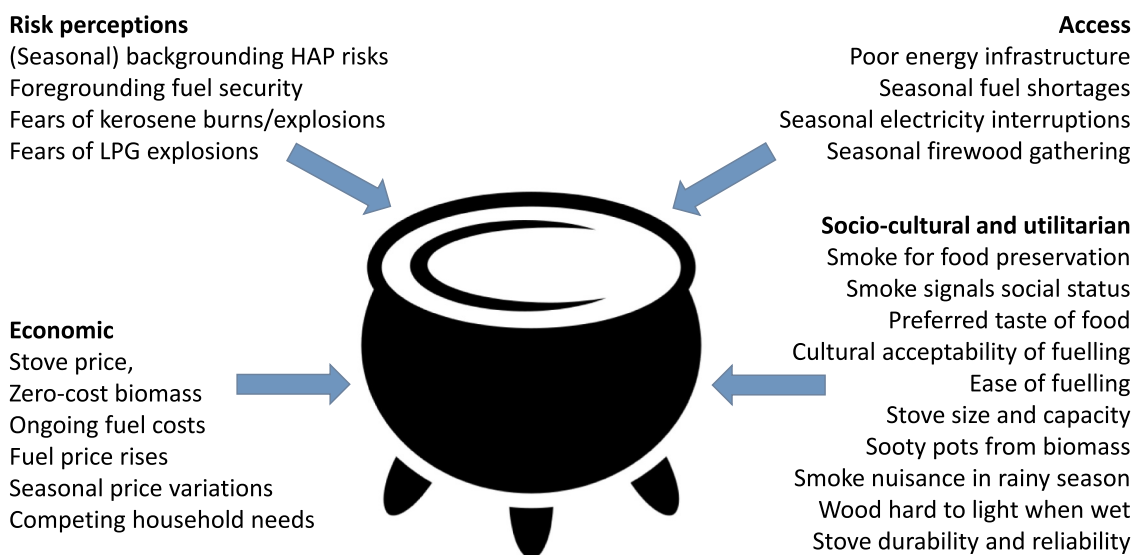 Risk perceptions
(Seasonal) backgrounding HAP risks
Foregrounding fuel security
Fears of kerosene burns/explosions
Fears of LPG explosions
Access
Poor energy infrastructure
Seasonal fuel shortages
Seasonal electricity interruptions
Seasonal firewood gathering
Economic
Stove price,
Zero-cost biomass
Ongoing fuel costs
Fuel price rises
Seasonal price variations
Competing household needs
Socio-cultural and utilitarian
Smoke for food preservation
Smoke signals social status
Preferred taste of food
Cultural acceptability of fuelling
Ease of fuelling
Stove size and capacity
Sooty pots from biomass
Smoke nuisance in rainy season
Wood hard to light when wet
Stove durability and reliability